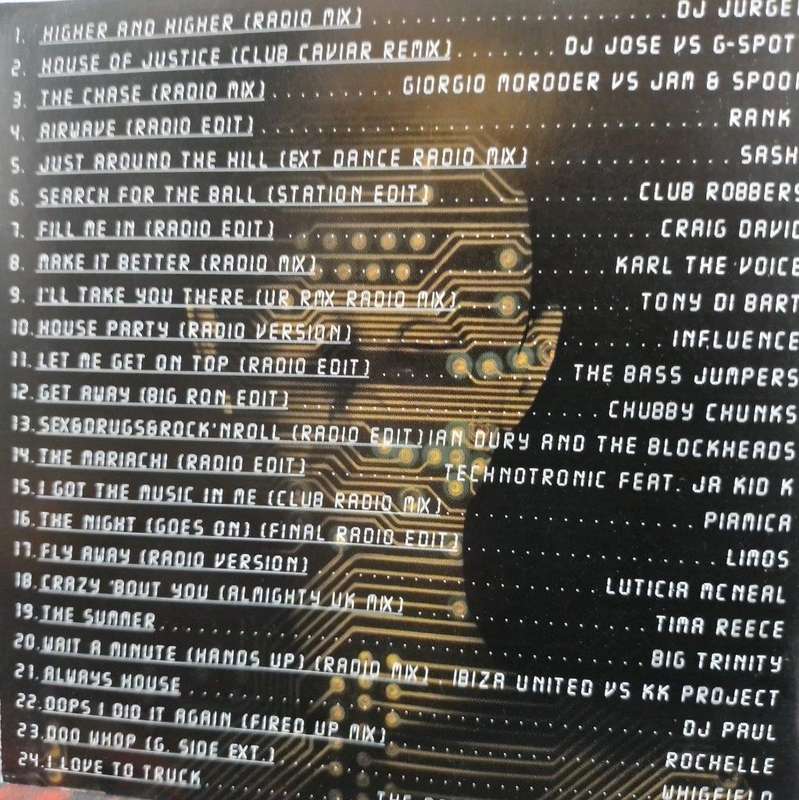 1. HIGHER AND HIGHER (RADIO MIX) ........ DJ JURGE
2. HOUSE OF JUSTICE (CLUB CAVIAR REMIX) ....... DJ JOSE VS G-SPOT
3. THE CHASE (RADIO MIX) ........ GIORGIO MORODER VS JAM & SPOO
4. AIRWAVE (RADIO EDIT) ........ RANK
5. JUST AROUND THE HILL (EXT DANCE RADIO MIX) ........ SASH
6. SEARCH FOR THE BALL (STATION EDIT) ........ CLUB ROBBERS
7. FILL ME IN (RADIO EDIT) ........ CRAIG DAVID
8. MAKE IT BETTER (RADIO MIX) ........ KARL THE VOICE
9. I'LL TAKE YOU THERE (UR RMX RADIO MIX) ........ TONY DI BART
10. HOUSE PARTY (RADIO VERSION) ........ INFLUENCE
11. LET ME GET ON TOP (RADIO EDIT) ........ THE BASS JUMPERS
12. GET AWAY (BIG RON EDIT) ........ CHUBBY CHUNKS
13. SEX&DRUGS&ROCK'NROLL (RADIO EDIT) IAN DURY AND THE BLOCKHEADS
14. THE MARIACHI (RADIO EDIT) ........ TECHNOTRONIC FEAT. JA KID K
15. I GOT THE MUSIC IN ME (CLUB RADIO MIX) ........ PIAMICA
16. THE NIGHT (GOES ON) (FINAL RADIO EDIT) ........ LIMOS
17. FLY AWAY (RADIO VERSION) ........ LUTICIA MCNEAL
18. CRAZY 'BOUT YOU (ALMIGHTY UK MIX) ........ TIMA REECE
19. THE SUMMER ........ BIG TRINITY
20. WAIT A MINUTE (HANDS UP) (RADIO MIX) . IBIZA UNITED VS KK PROJECT
21. ALWAYS HOUSE ........ DJ PAUL
22. OOPS I DID IT AGAIN (FIRED UP MIX) ........ ROCHELLE
23. DOO WHOP (G. SIDE EXT.) ........ WHIGFIELD
24. I LOVE TO TRUCK ........ THE